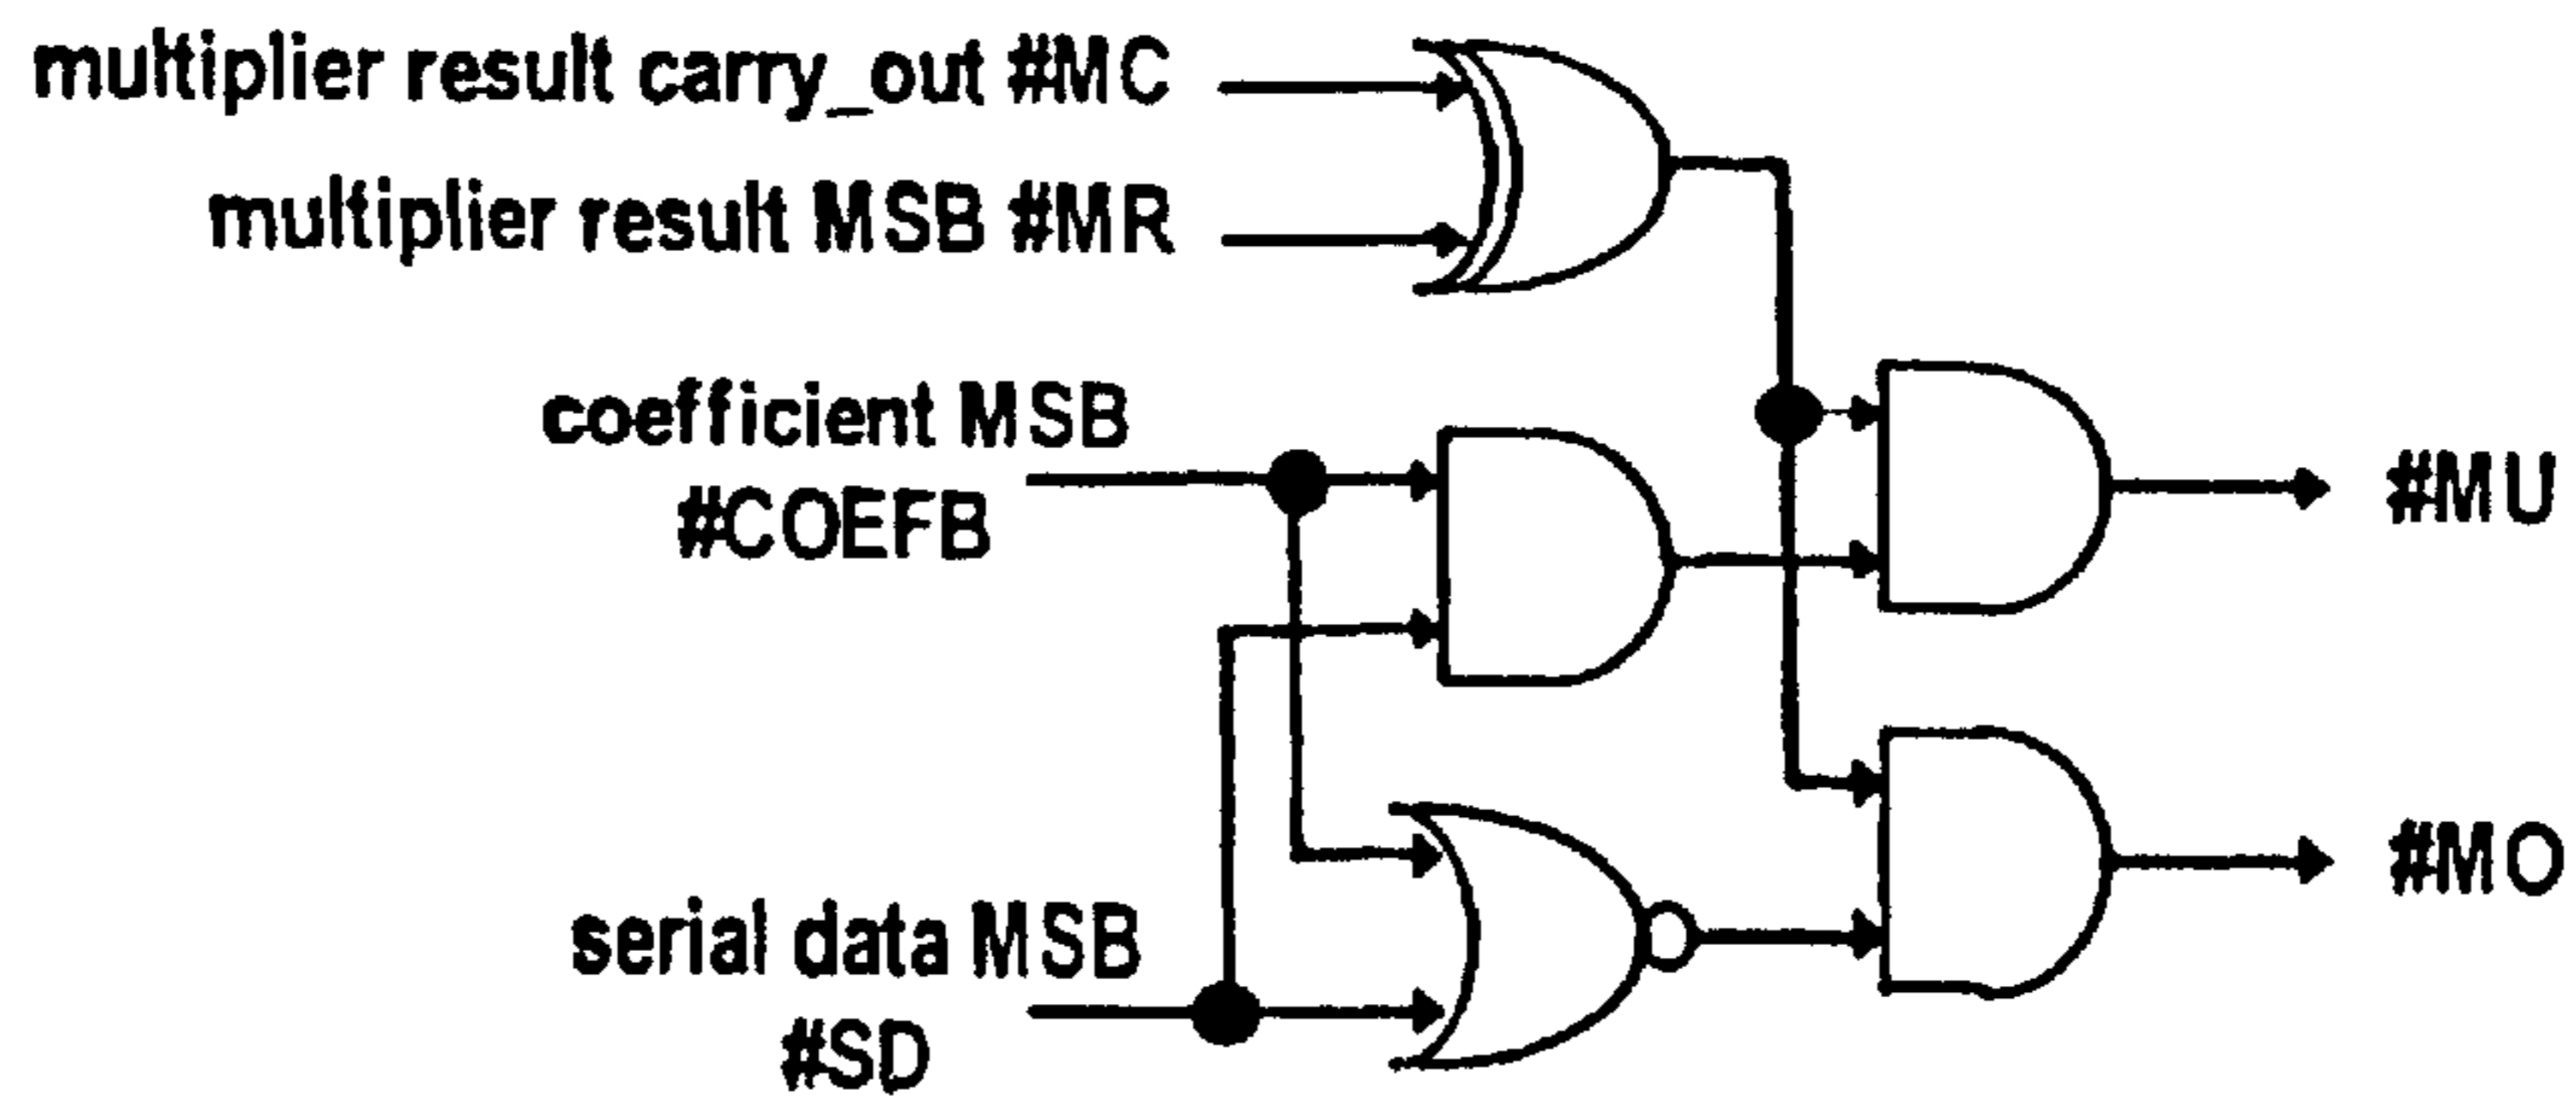 multiplier result carry_out #MC
multiplier result MSB #MR
coefficient MSB
#COEFB
#MU
#MO
serial data MSB
#SD